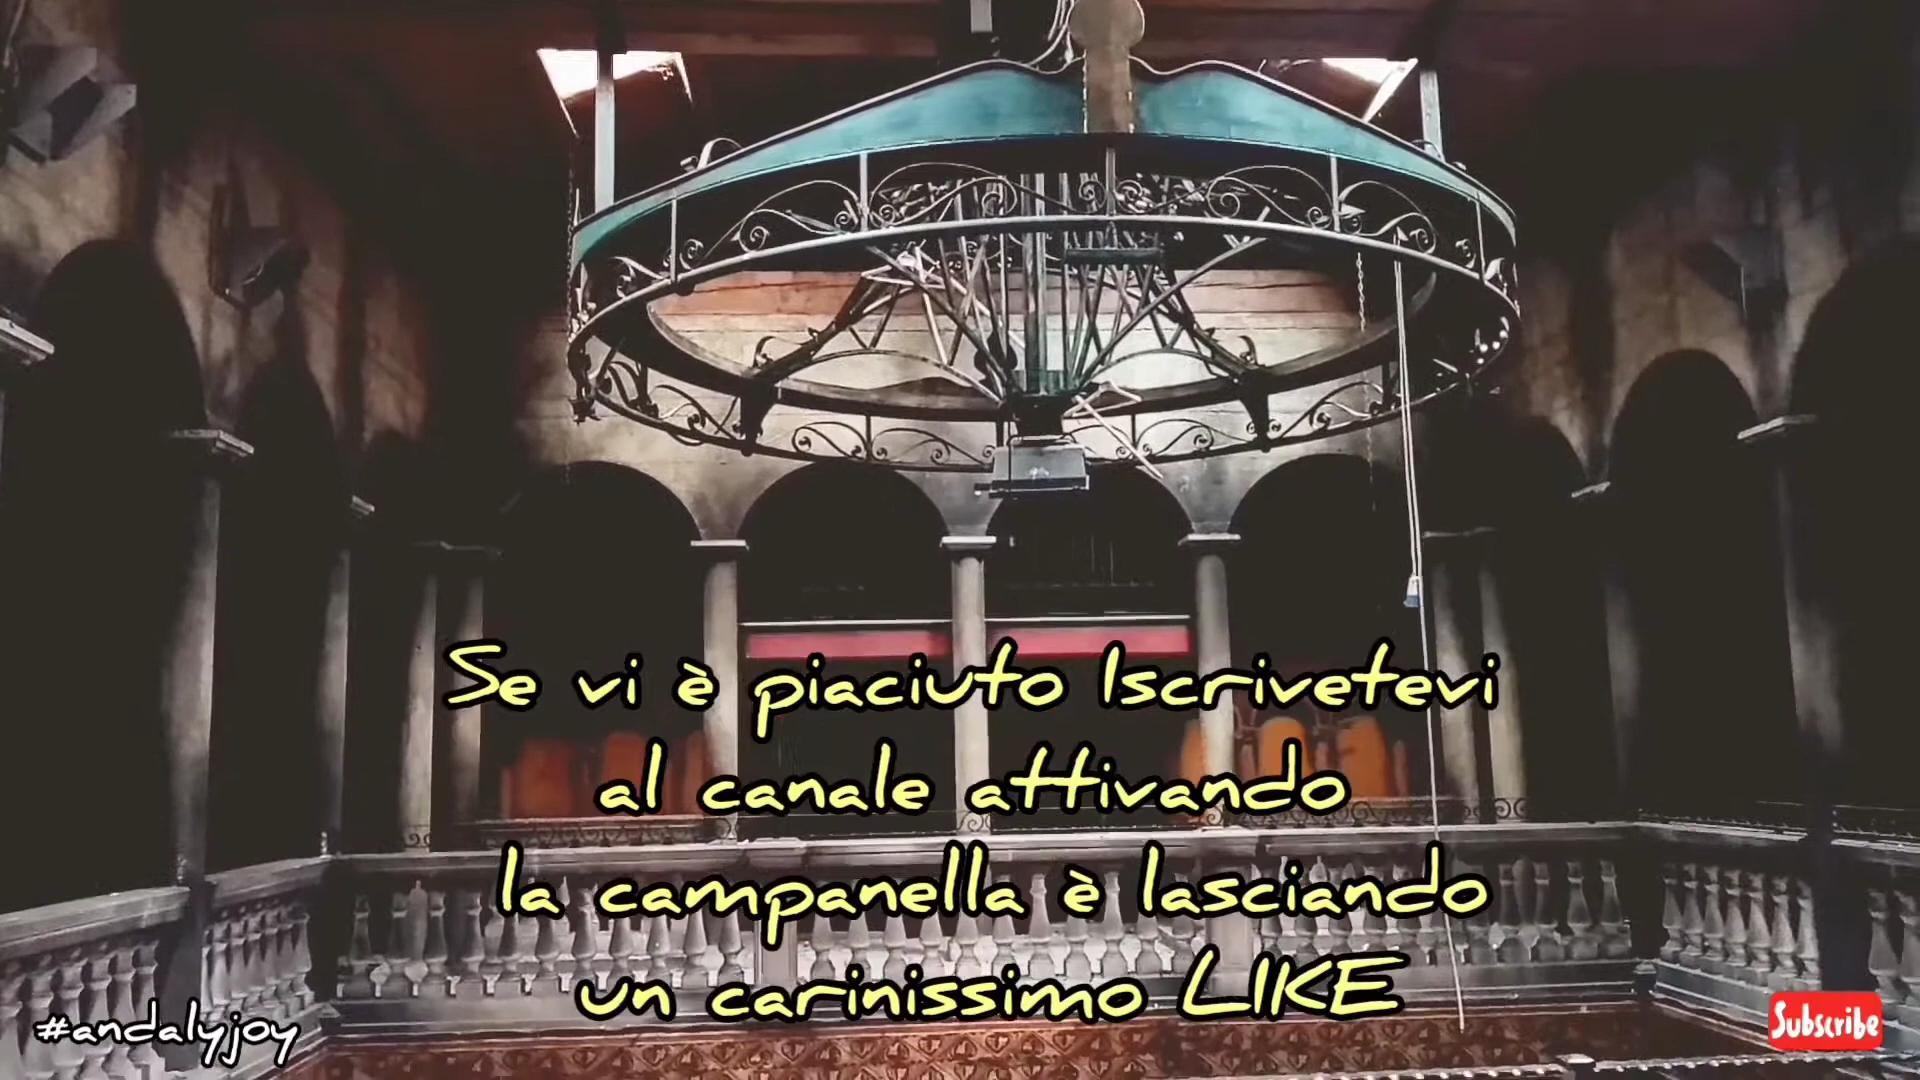 Se vi è piaciuto Iscrivetevi
al canale attivando
la campanella è lasciando
un carinissimo LIKE
#andalyjoy
Subscribe